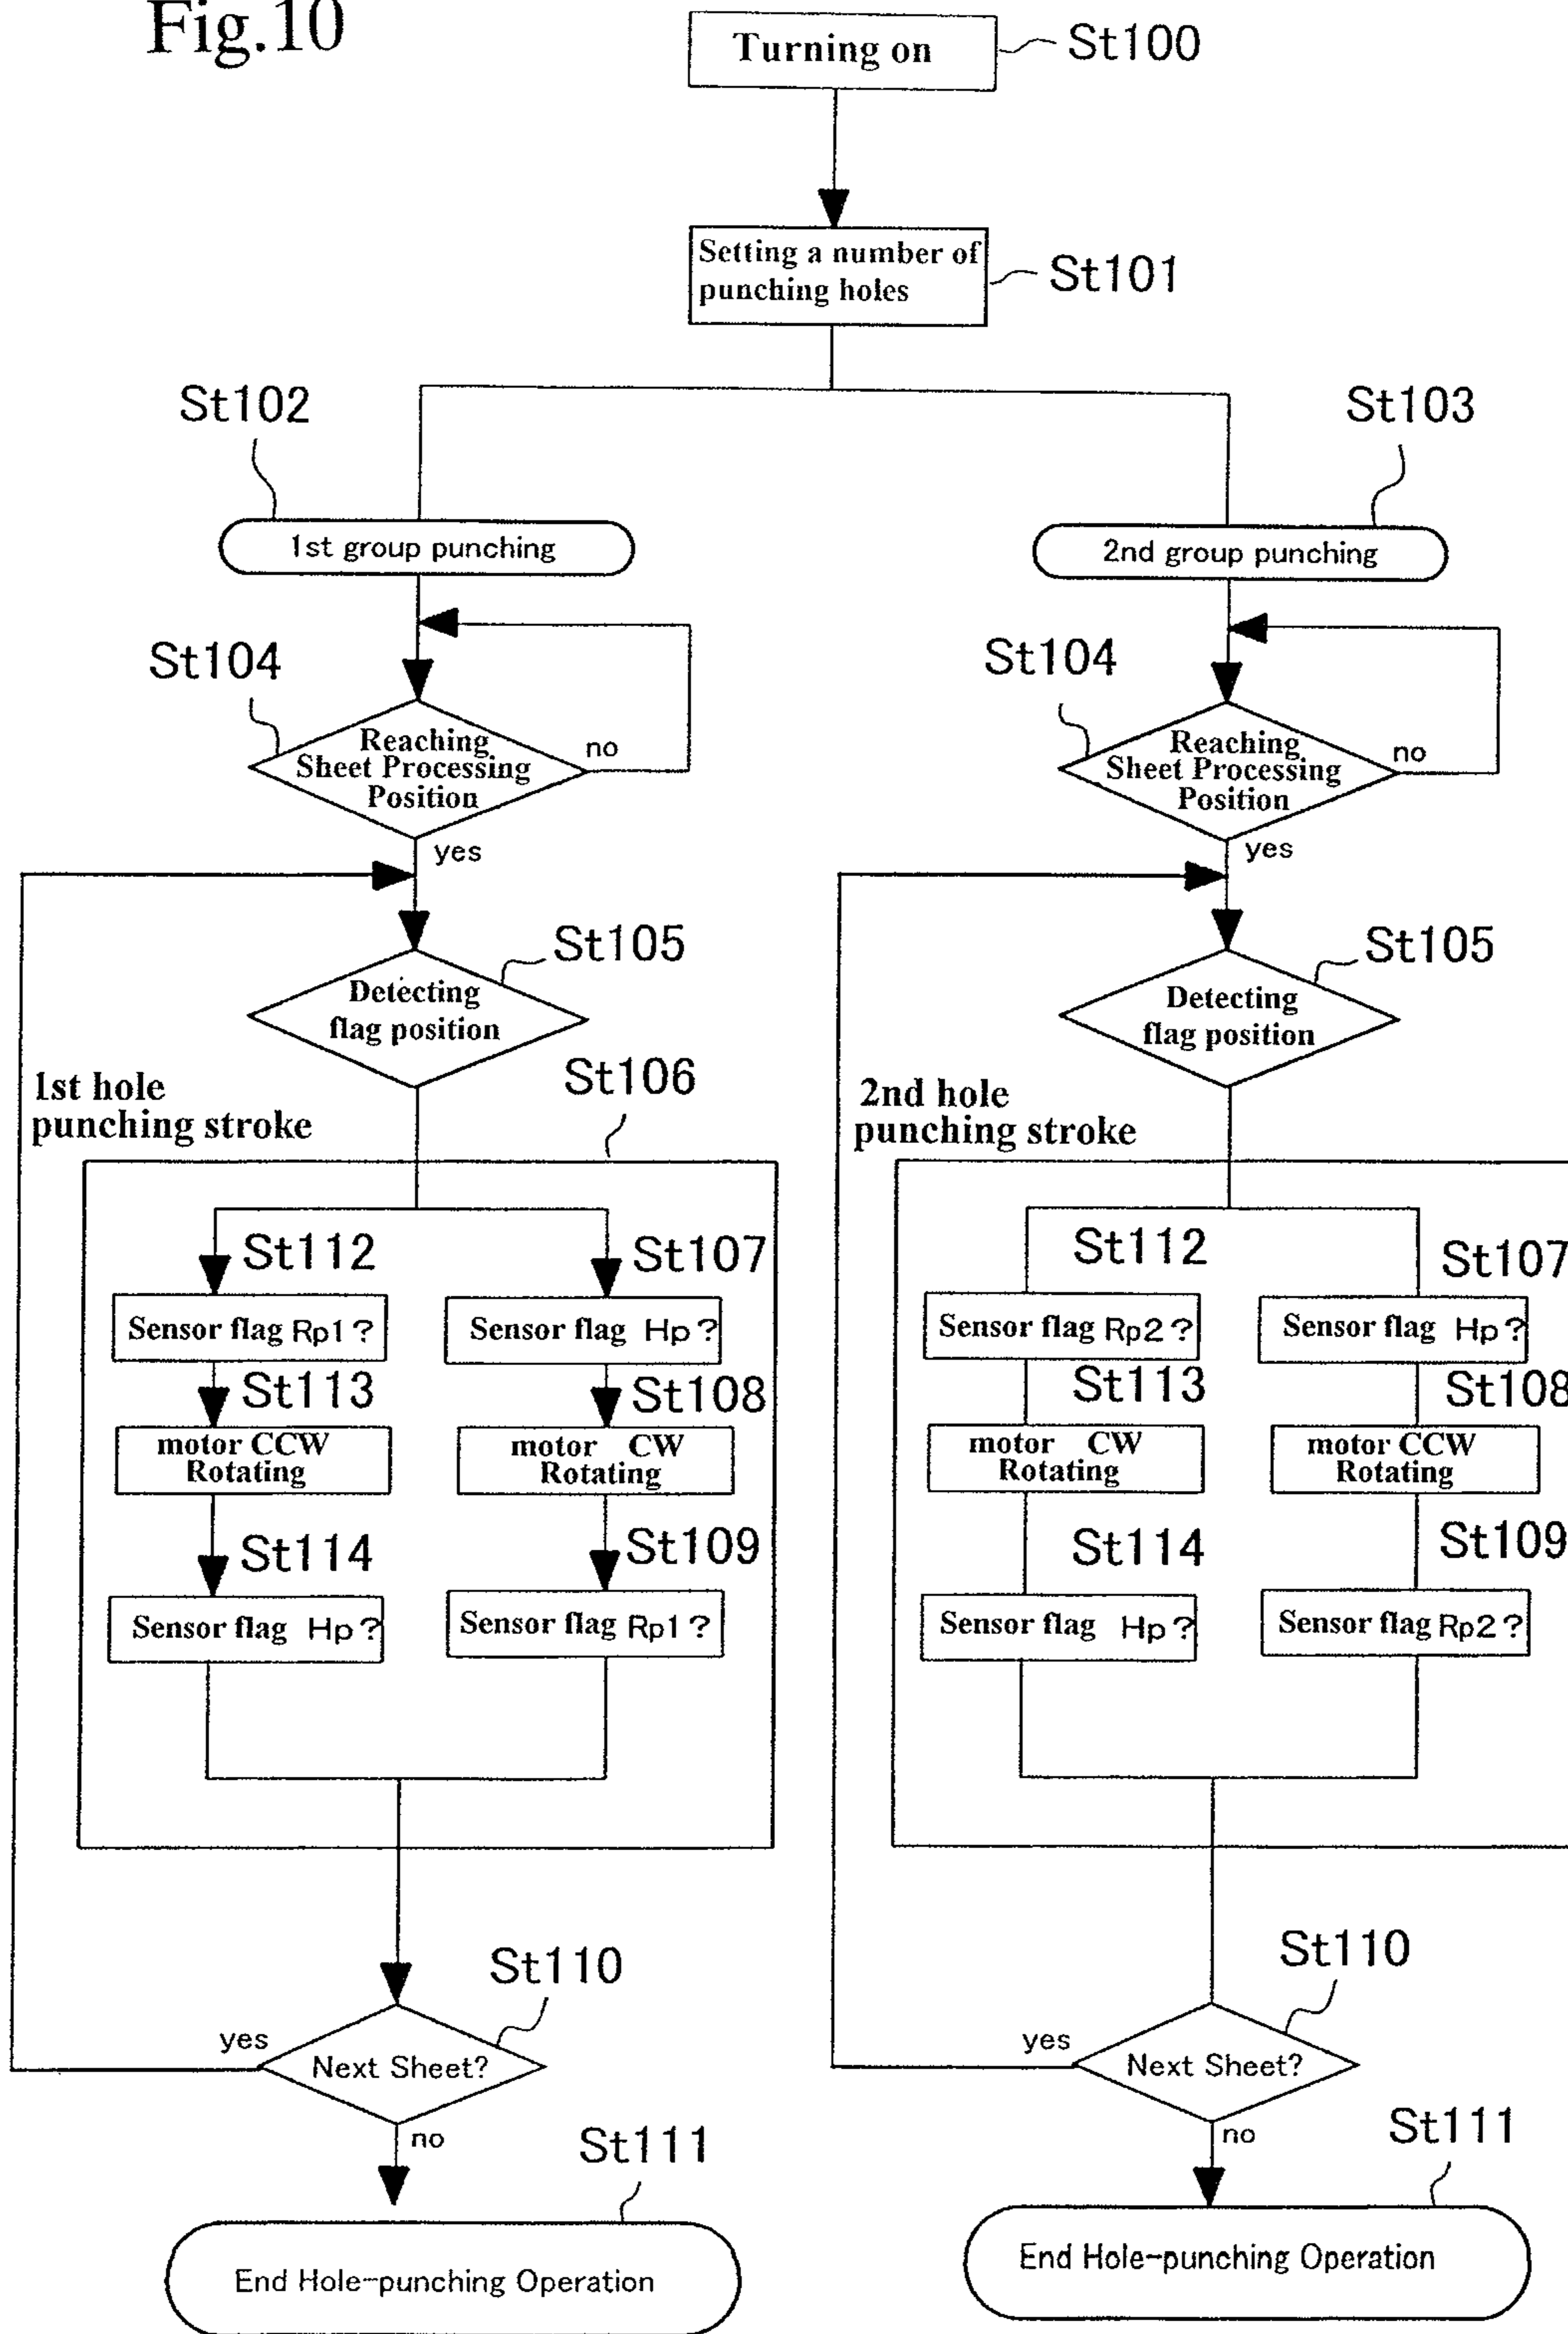 Fig.10
Turning on
St100
Setting a number of
punching holes
St101
St102
St103
1st group punching
2nd group punching
St104
Reaching
Sheet Processing
Position
no
yes
St104
Reaching
Sheet Processing
Position
no
yes
St105
Detecting
flag position
St105
Detecting
flag position
1st hole
punching stroke
St106
St112
Sensor flag Rp1?
St113
motor CCW
Rotating
St114
Sensor flag Hp?
St107
Sensor flag Hp?
St108
motor CW
Rotating
St109
Sensor flag Rp1?
2nd hole
punching stroke
St112
Sensor flag Rp2?
St113
motor CW
Rotating
St114
Sensor flag Hp?
St107
Sensor flag Hp?
St108
motor CCW
Rotating
St109
Sensor flag Rp2?
St110
yes
Next Sheet?
no
St111
End Hole-punching Operation
St110
yes
Next Sheet?
no
St111
End Hole-punching Operation